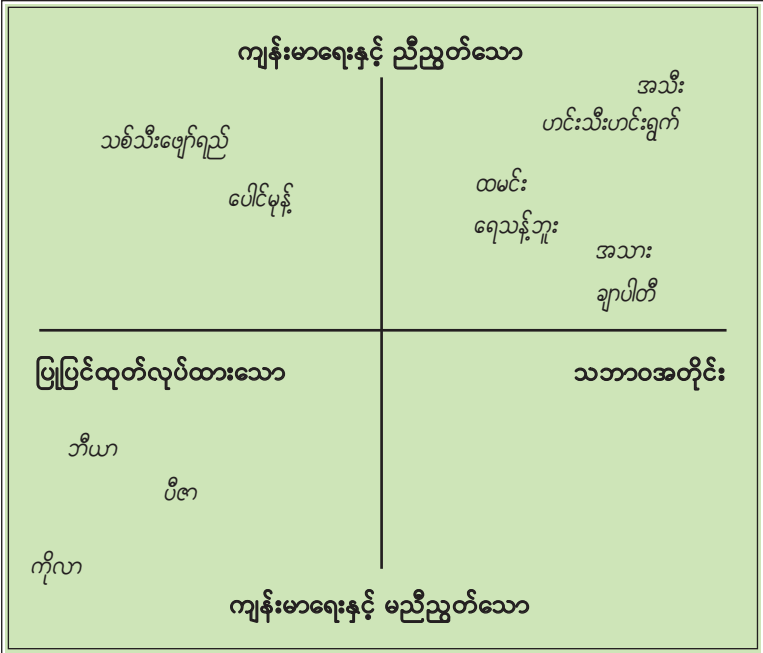 ကျန်းမာရေးနှင့် ညီညွတ်သော
အသီး
ဟင်းသီးဟင်းရွက်
သစ်သီးဖျော်ရည်
ထမင်း
ပေါင်မုန့်
ရေသန့်ဘူး
အသား
ချာပါတီ
ပြုပြင်ထုတ်လုပ်ထားသော
သဘာဝအတိုင်း
ဘီယာ
ပီဇာ
ကိုလာ
ကျန်းမာရေးနှင့် မညီညွတ်သော